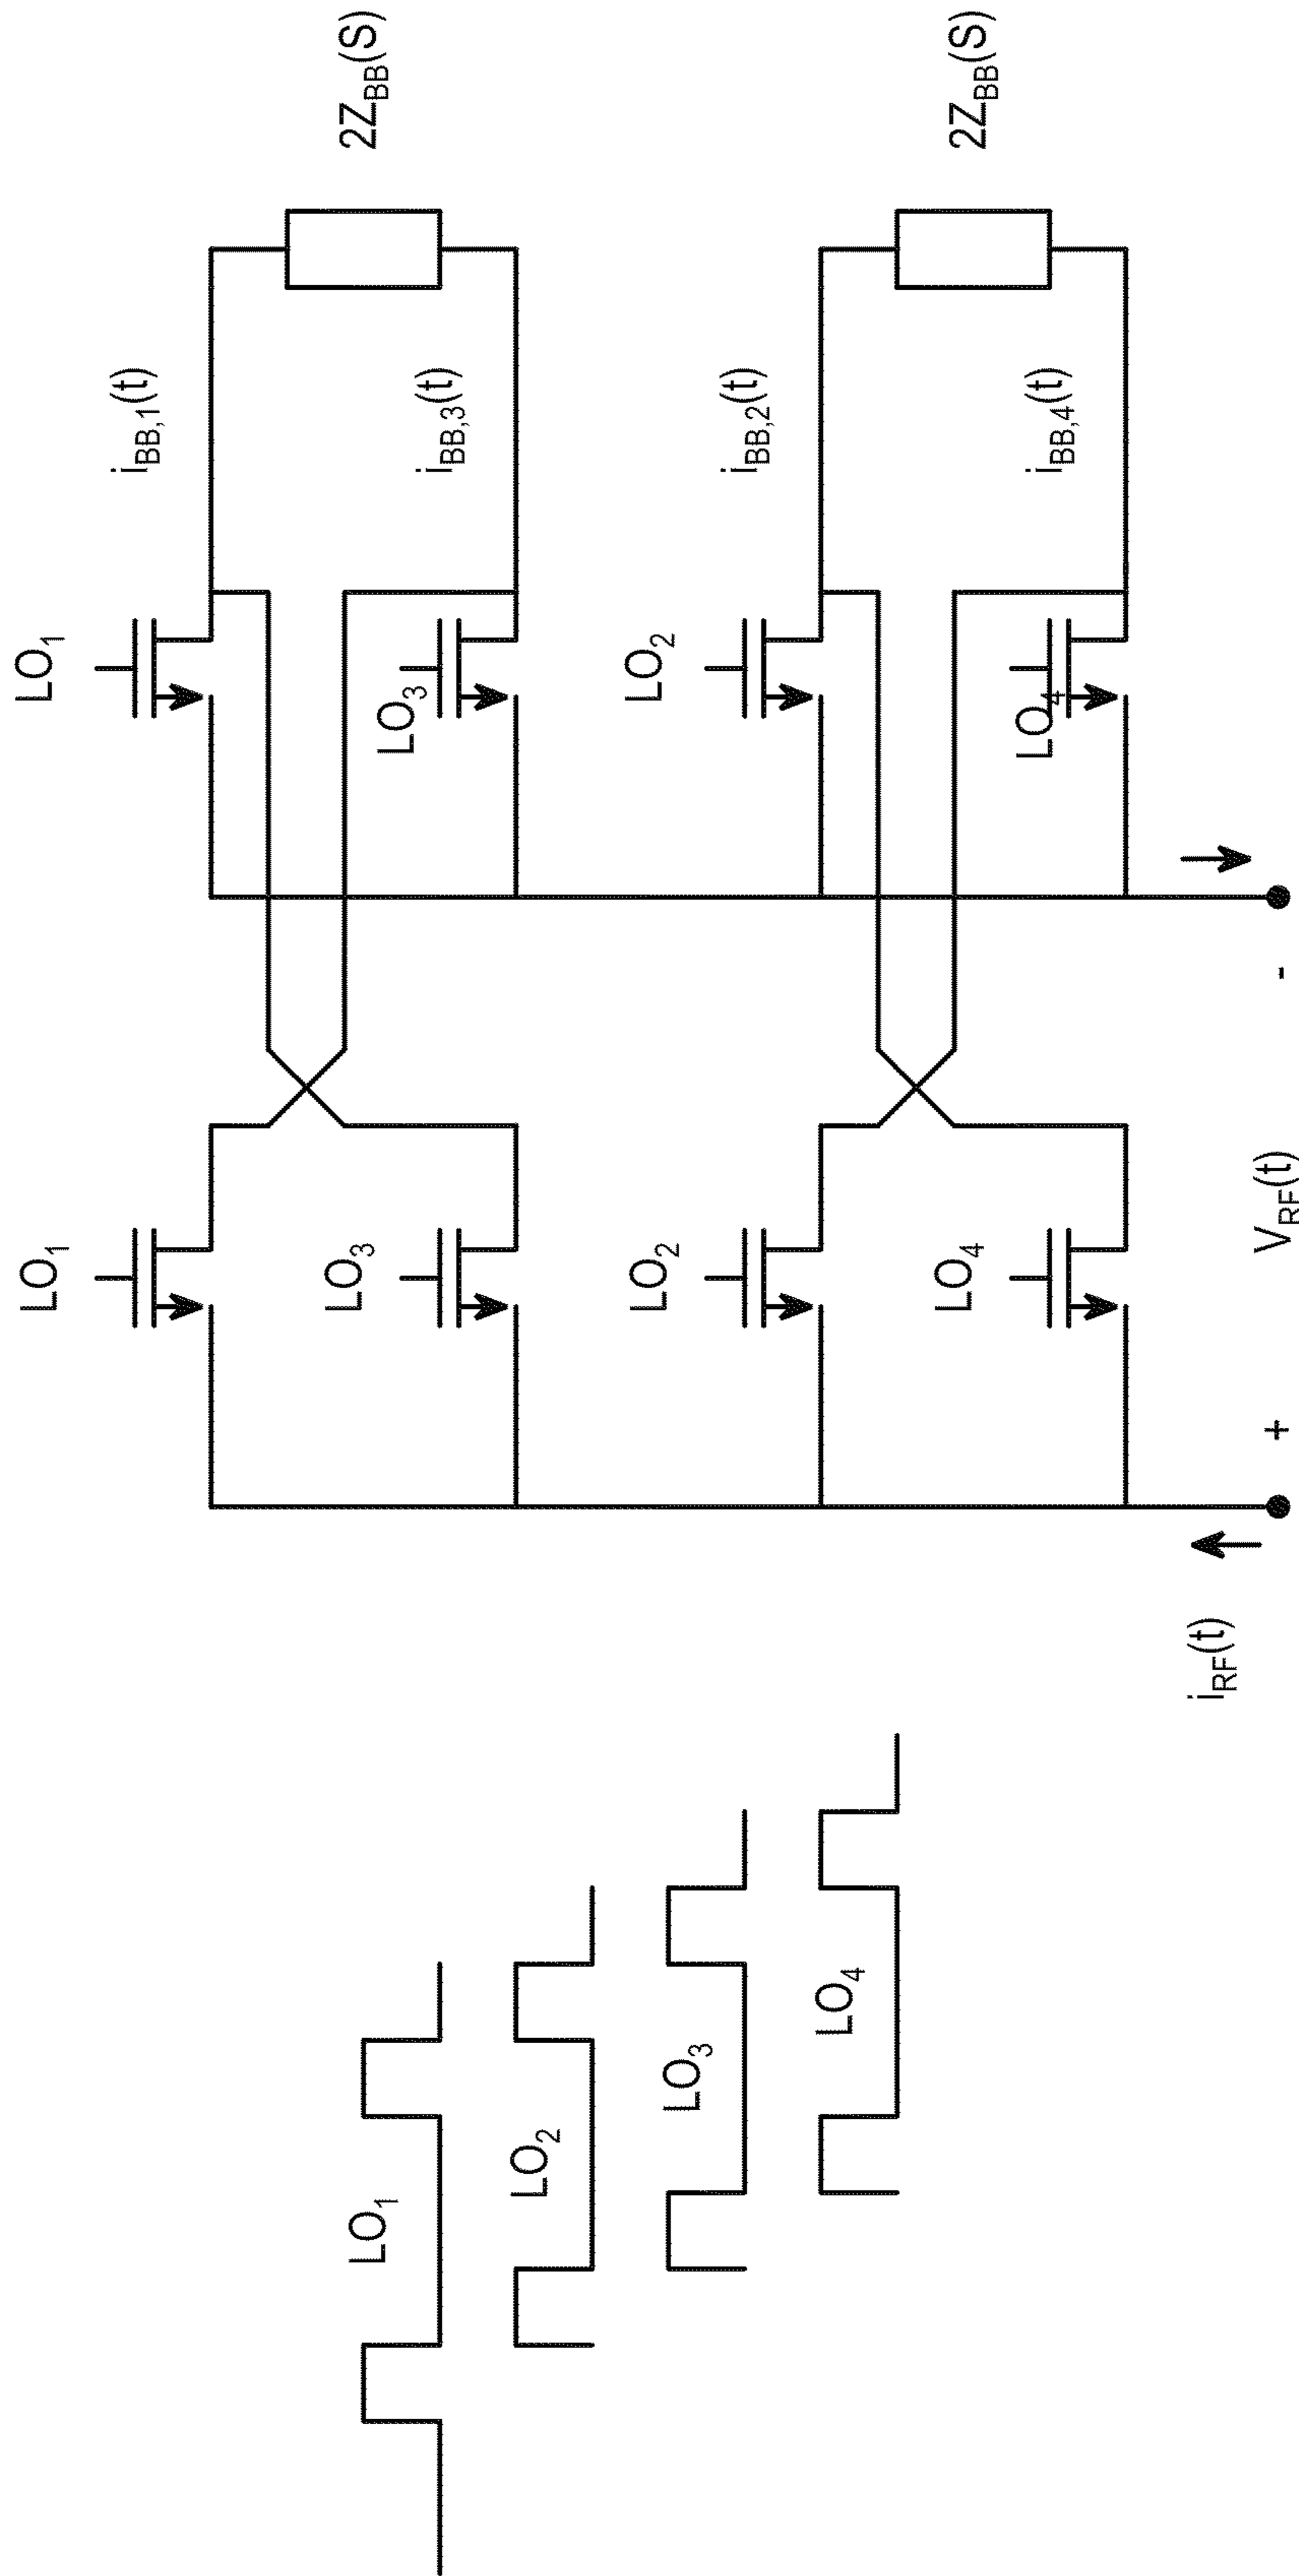 2Z_BB(S)
2Z_BB(S)
i_BB,1(t)
i_BB,3(t)
i_BB,2(t)
i_BB,4(t)
LO_1
LO_3
LO_2
LO_4
LO_1
LO_3
LO_2
LO_4
+
V_RF(t)
-
i_RF(t)
LO_1
LO_2
LO_3
LO_4